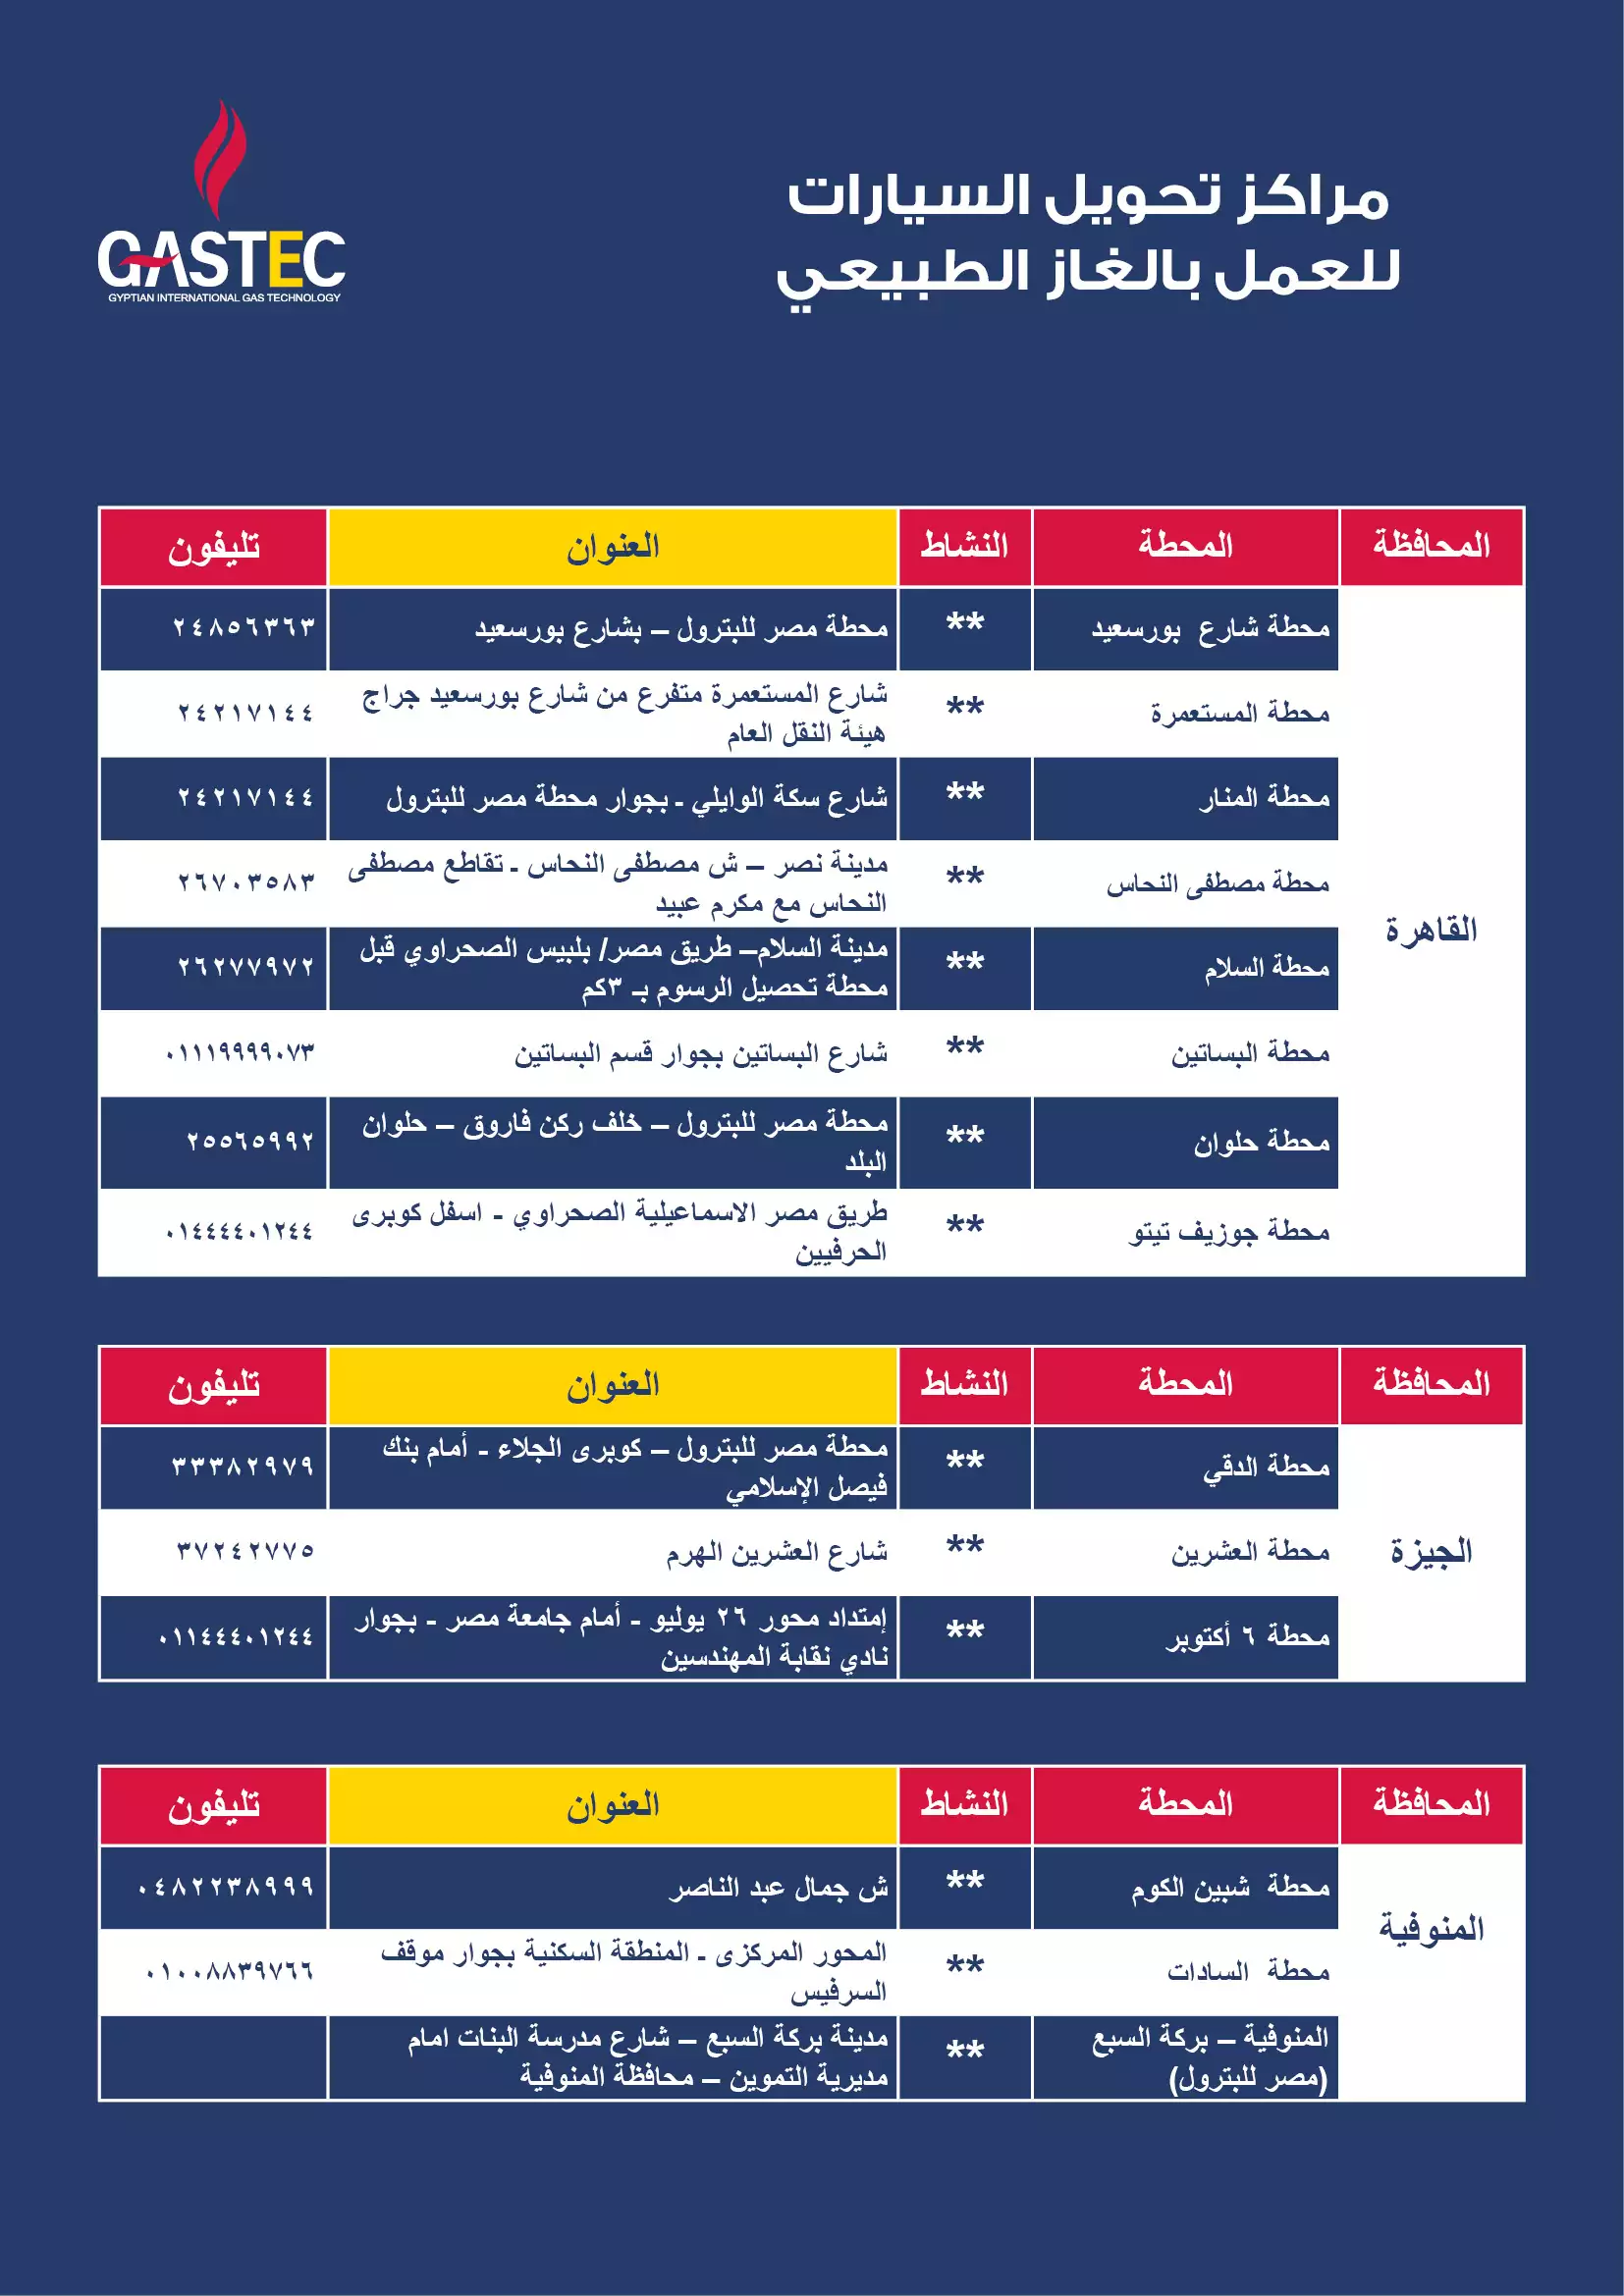 مراكز تحويل السيارات
للعمل بالغاز الطبيعي
GASTEC
GYPTIAN INTERNATIONAL GAS TECHNOLOGY
المحافظة المحطة النشاط العنوان تليفون
القاهرة
محطة شارع بورسعيد ** محطة مصر للبترول – بشارع بورسعيد ٢٤٨٥٦٣٦٣
محطة المستعمرة ** شارع المستعمرة متفرع من شارع بورسعيد جراج
هيئة النقل العام ٢٤٢١٧١٤٤
محطة المنار ** شارع سكة الوايلي - بجوار محطة مصر للبترول ٢٤٢١٧١٤٤
محطة مصطفى النحاس ** مدينة نصر – ش مصطفى النحاس - تقاطع مصطفى
النحاس مع مكرم عبيد ٢٦٧٠٣٥٨٣
محطة السلام ** مدينة السلام– طريق مصر/ بلبيس الصحراوي قبل
محطة تحصيل الرسوم بـ ٣كم ٢٦٢٧٧٩٧٢
محطة البساتين ** شارع البساتين بجوار قسم البساتين ٠١١١٩٩٩٩٠٧٣
محطة حلوان ** محطة مصر للبترول – خلف ركن فاروق – حلوان
البلد ٢٥٥٦٥٩٩٢
محطة جوزيف تيتو ** طريق مصر الاسماعيلية الصحراوي - اسفل كوبرى
الحرفيين ٠١٤٤٤٤٠١٢٤٤
المحافظة المحطة النشاط العنوان تليفون
الجيزة
محطة الدقي ** محطة مصر للبترول – كوبرى الجلاء - أمام بنك
فيصل الإسلامي ٣٣٣٨٢٩٧٩
محطة العشرين ** شارع العشرين الهرم ٣٧٢٤٢٧٧٥
محطة ٦ أكتوبر ** إمتداد محور ٢٦ يوليو - أمام جامعة مصر - بجوار
نادي نقابة المهندسين ٠١١٤٤٤٠١٢٤٤
المحافظة المحطة النشاط العنوان تليفون
المنوفية
محطة شبين الكوم ** ش جمال عبد الناصر ٠٤٨٢٢٣٨٩٩٩
محطة السادات ** المحور المركزى - المنطقة السكنية بجوار موقف
السرفيس ٠١٠٠٨٨٣٩٧٦٦
المنوفية – بركة السبع
(مصر للبترول) ** مدينة بركة السبع – شارع مدرسة البنات امام
مديرية التموين – محافظة المنوفية